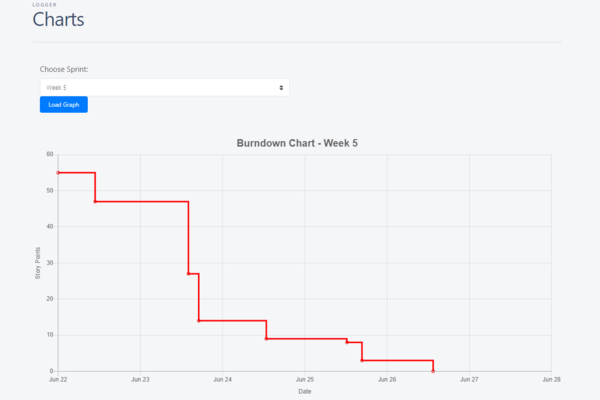 LOGGER
Charts
Choose Sprint:
Week 5
Load Graph
Burndown Chart - Week 5
60
50
40
30
20
10
0
Story Points
Jun 22 Jun 23 Jun 24 Jun 25 Jun 26 Jun 27 Jun 28
Date